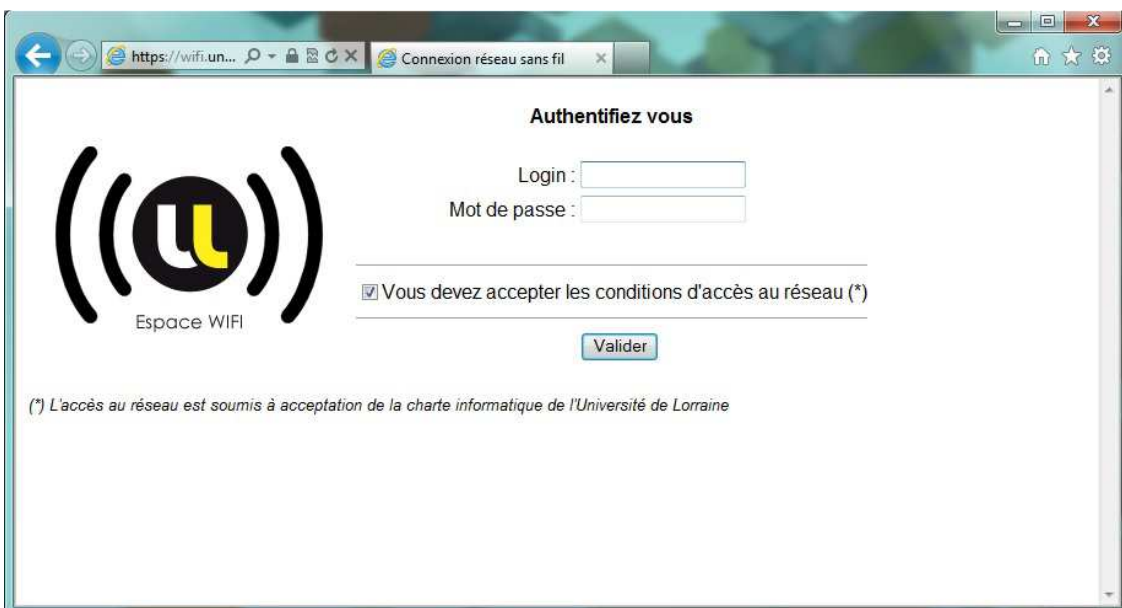 https://wifi.un...
Connexion réseau sans fil
Authentifiez vous
Login :
Mot de passe :
Vous devez accepter les conditions d'accès au réseau (*)
Espace WIFI
Valider
(*) L'accès au réseau est soumis à acceptation de la charte informatique de l'Université de Lorraine